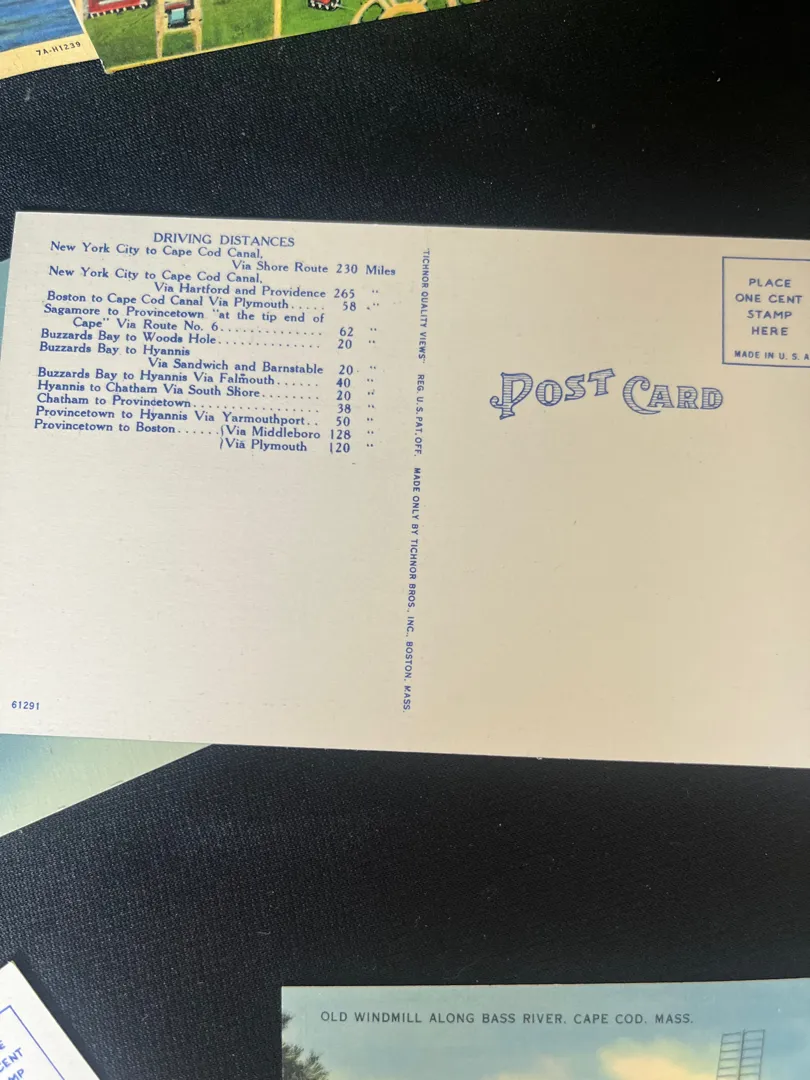 7A-H1239
DRIVING DISTANCES
New York City to Cape Cod Canal,
Via Shore Route 230 Miles
New York City to Cape Cod Canal,
Via Hartford and Providence 265 "
Boston to Cape Cod Canal Via Plymouth..... 58 "
Sagamore to Provincetown "at the tip end of
Cape" Via Route No. 6............. 62 "
Buzzards Bay to Woods Hole............. 20 "
Buzzards Bay to Hyannis
Via Sandwich and Barnstable 20 "
Buzzards Bay to Hyannis Via Falmouth...... 40 "
Hyannis to Chatham Via South Shore........ 20 "
Chatham to Provindetown................ 38 "
Provincetown to Hyannis Via Yarmouthport.. 50 "
Provincetown to Boston......{Via Middleboro 128 "
}Via Plymouth 120 "
61291
"TICHNOR QUALITY VIEWS" REG. U. S. PAT. OFF. MADE ONLY BY TICHNOR BROS., INC., BOSTON, MASS.
POST CARD
PLACE
ONE CENT
STAMP
HERE
MADE IN U. S. A
CENT
OLD WINDMILL ALONG BASS RIVER, CAPE COD, MASS.